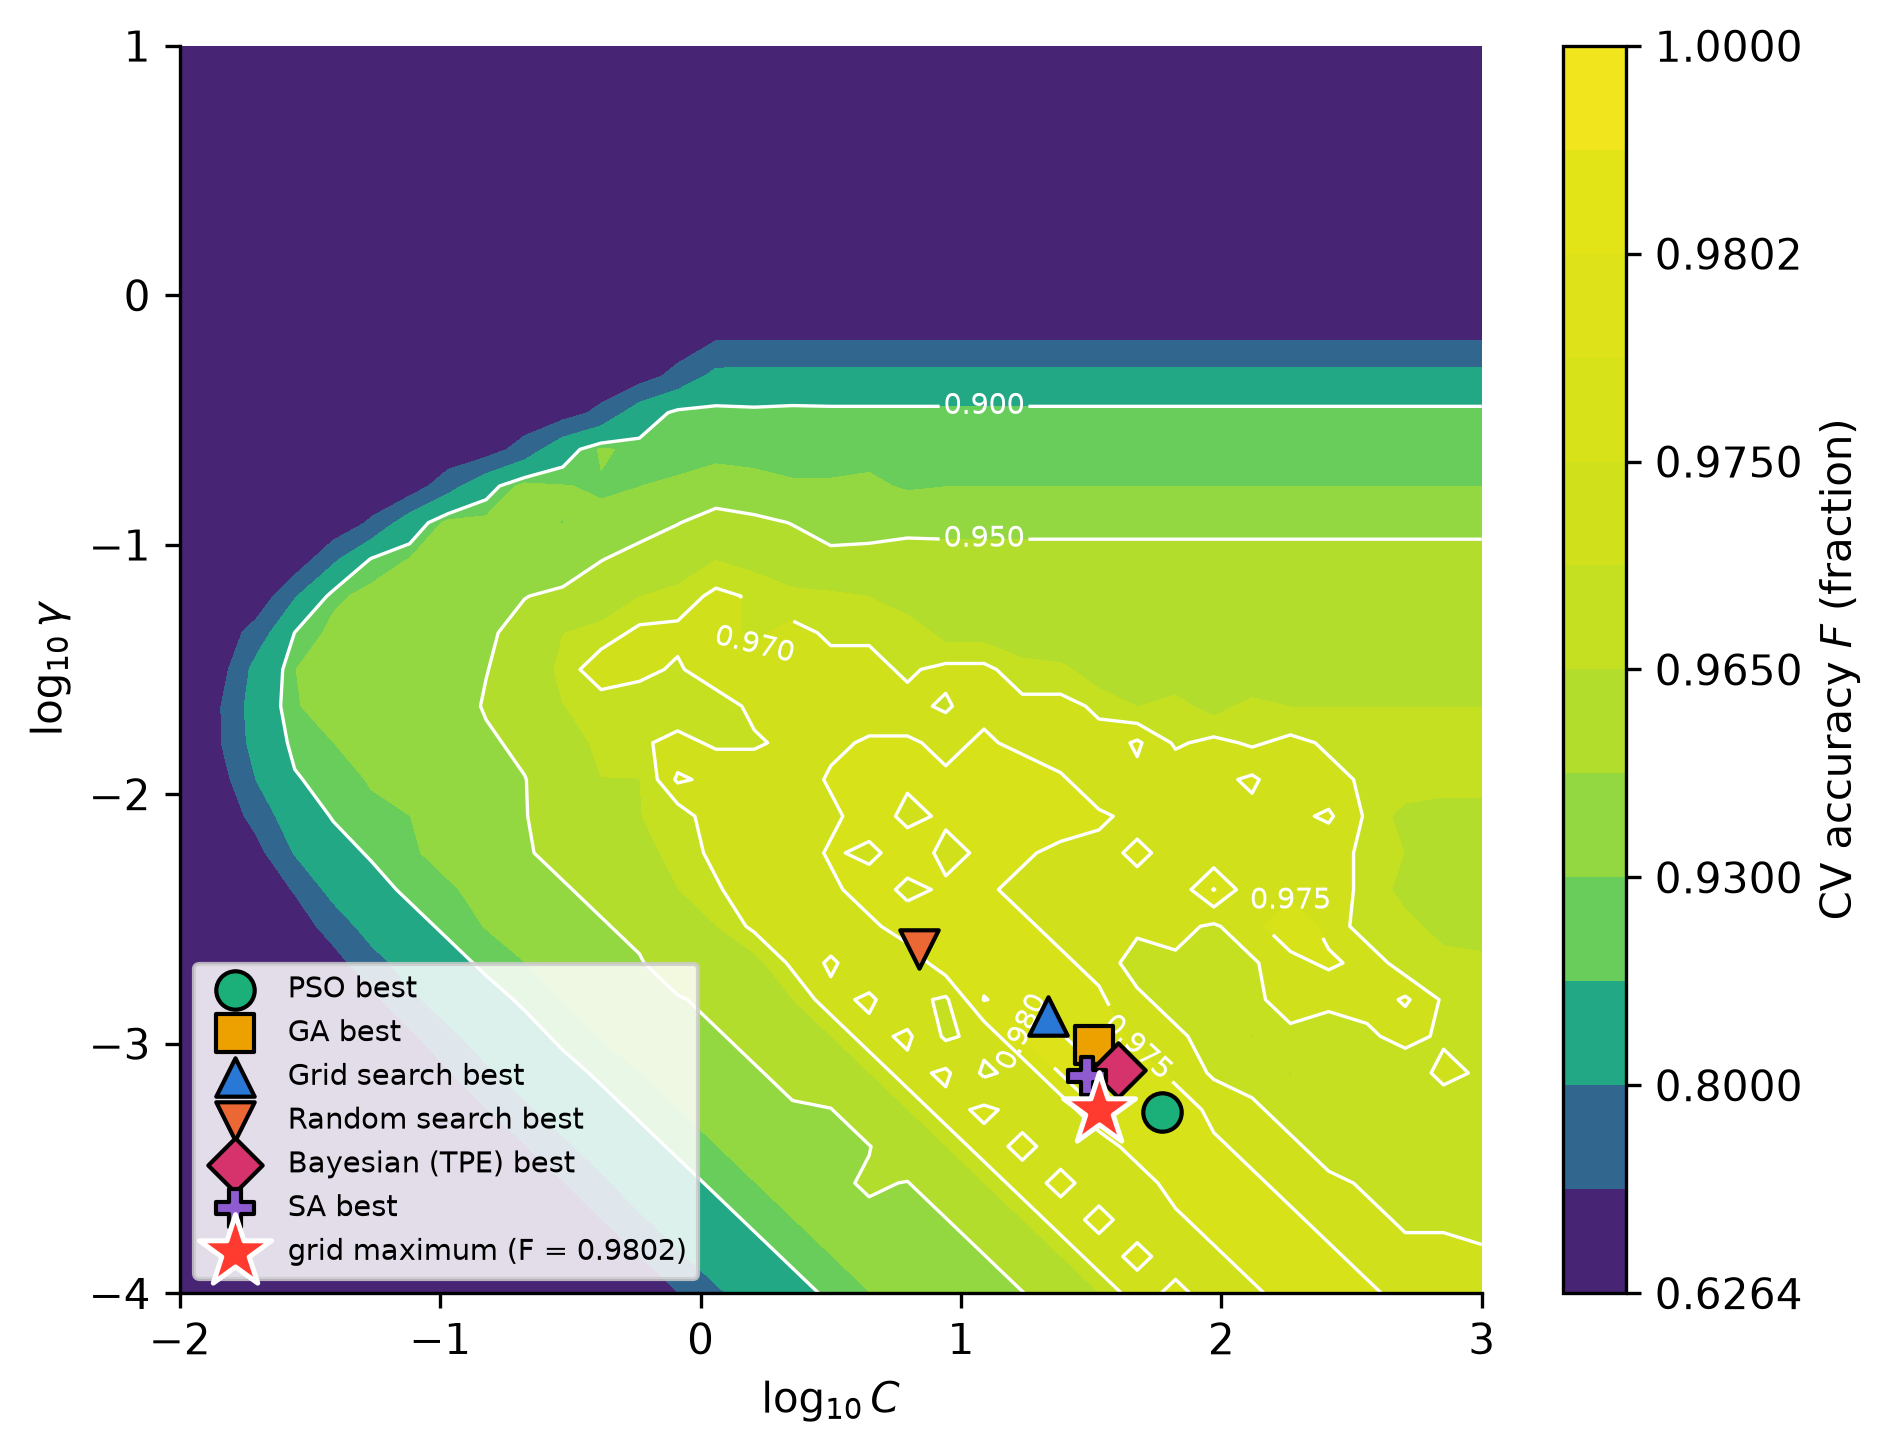 1
0
−1
−2
−3
−4
log₁₀ γ
−2
−1
0
1
2
3
log₁₀ C
0.900
0.950
0.970
0.975
0.980
0.975
PSO best
GA best
Grid search best
Random search best
Bayesian (TPE) best
SA best
grid maximum (F = 0.9802)
1.0000
0.9802
0.9750
0.9650
0.9300
0.8000
0.6264
CV accuracy F (fraction)